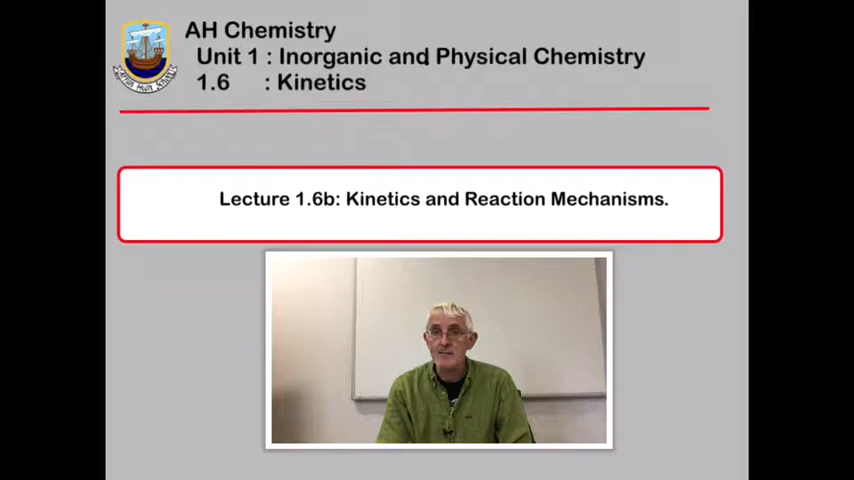 AH Chemistry
Unit 1 : Inorganic and Physical Chemistry
1.6 : Kinetics
Lecture 1.6b: Kinetics and Reaction Mechanisms.